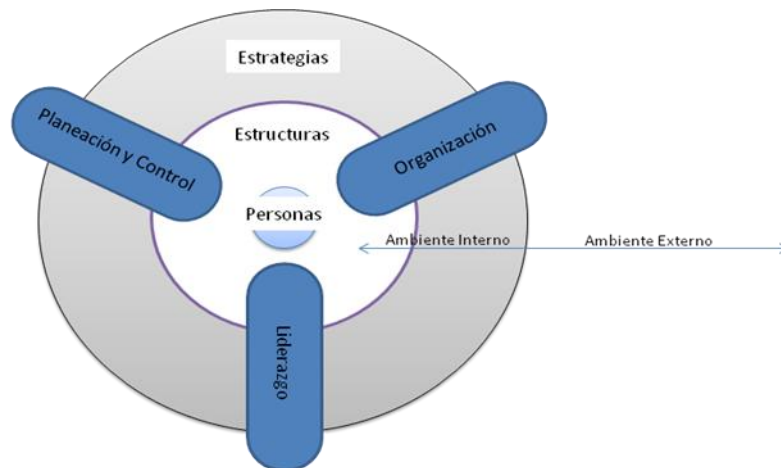 Estrategias
Planeación y Control
Estructuras
Organización
Personas
Ambiente Interno
Ambiente Externo
Liderazgo